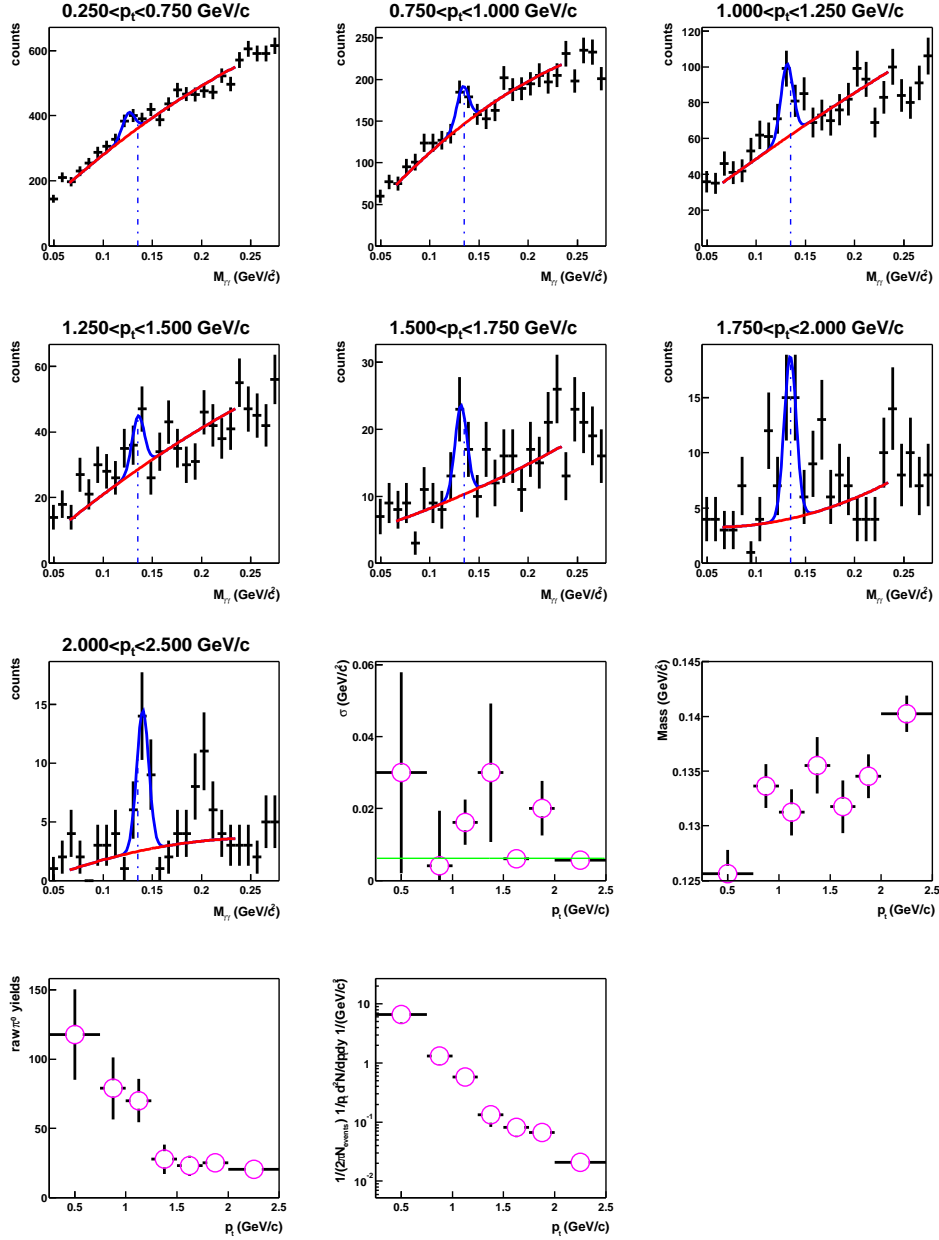 0.250<pt<0.750 GeV/c
counts
600
400
200
0
0.05 0.1 0.15 0.2 0.25
Mγγ (GeV/c²)
0.750<pt<1.000 GeV/c
counts
250
200
150
100
50
0
0.05 0.1 0.15 0.2 0.25
Mγγ (GeV/c²)
1.000<pt<1.250 GeV/c
counts
120
100
80
60
40
20
0
0.05 0.1 0.15 0.2 0.25
Mγγ (GeV/c²)
1.250<pt<1.500 GeV/c
counts
60
40
20
0
0.05 0.1 0.15 0.2 0.25
Mγγ (GeV/c²)
1.500<pt<1.750 GeV/c
counts
30
20
10
0
0.05 0.1 0.15 0.2 0.25
Mγγ (GeV/c²)
1.750<pt<2.000 GeV/c
counts
15
10
5
0
0.05 0.1 0.15 0.2 0.25
Mγγ (GeV/c²)
2.000<pt<2.500 GeV/c
counts
15
10
5
0
0.05 0.1 0.15 0.2 0.25
Mγγ (GeV/c²)
σ (GeV/c²)
0.06
0.04
0.02
0
0.5 1 1.5 2 2.5
pt (GeV/c)
Mass (GeV/c²)
0.145
0.14
0.135
0.13
0.125
0.5 1 1.5 2 2.5
pt (GeV/c)
raw π⁰ yields
150
100
50
0
0.5 1 1.5 2 2.5
pt (GeV/c)
1/(2πNevents) 1/pt d²N/dptdy 1/(GeV/c²)
10
1
10⁻¹
10⁻²
0.5 1 1.5 2 2.5
pt (GeV/c)